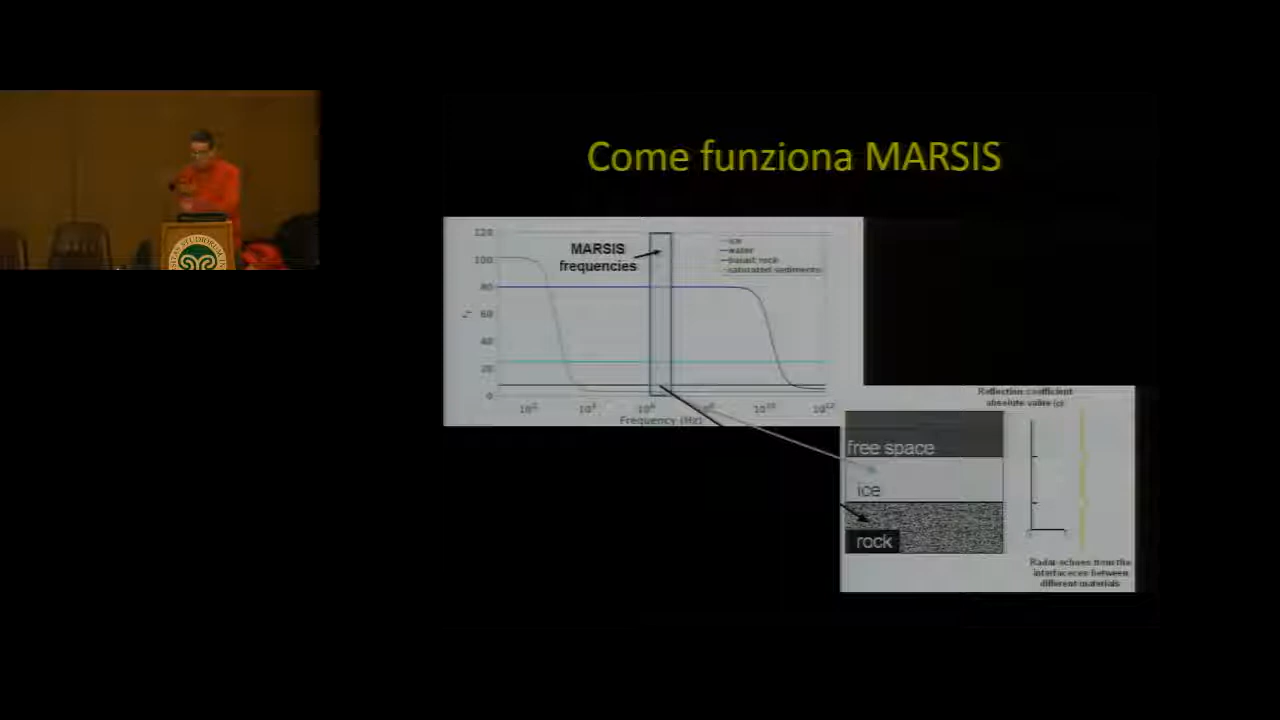 Come funziona MARSIS
MARSIS
frequencies
120
100
80
60
40
20
0
ice
water
basalt rock
saturated sediments
Frequency (Hz)
Reflection coefficient
absolute value
free space
ice
rock
Radar-echoes from the
interfaceces between
different materials